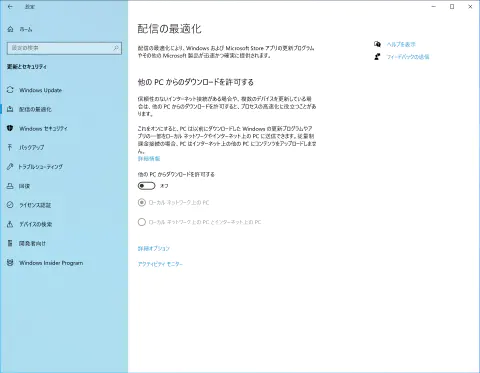 設定
ホーム
設定の検索
更新とセキュリティ
Windows Update
配信の最適化
Windows セキュリティ
バックアップ
トラブルシューティング
回復
ライセンス認証
デバイスの検索
開発者向け
Windows Insider Program
配信の最適化
配信の最適化により、Windows および Microsoft Store アプリの更新プログラム
やその他の Microsoft 製品が迅速かつ確実に提供されます。
他の PC からのダウンロードを許可する
信頼性のないインターネット接続がある場合や、複数のデバイスを更新している場
合は、他の PC からのダウンロードを許可すると、プロセスの高速化に役立つことがあ
ります。
これをオンにすると、PC は以前にダウンロードした Windows の更新プログラムやア
プリの一部をローカル ネットワークやインターネット上の PC に送信できます。従量制
課金接続の場合、PC はインターネット上の他の PC にコンテンツをアップロードしませ
ん。
詳細情報
他の PC からダウンロードを許可する
オフ
ローカル ネットワーク上の PC
ローカル ネットワーク上の PC とインターネット上の PC
詳細オプション
アクティビティ モニター
ヘルプを表示
フィードバックの送信